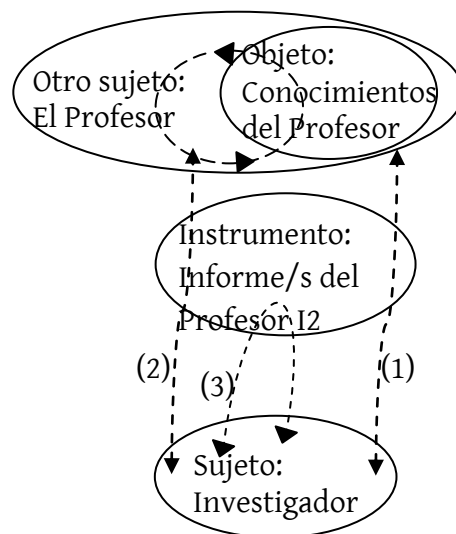 Otro sujeto:
El Profesor
Objeto:
Conocimientos
del Profesor
Instrumento:
Informe/s del
Profesor I2
(2)
(3)
(1)
Sujeto:
Investigador